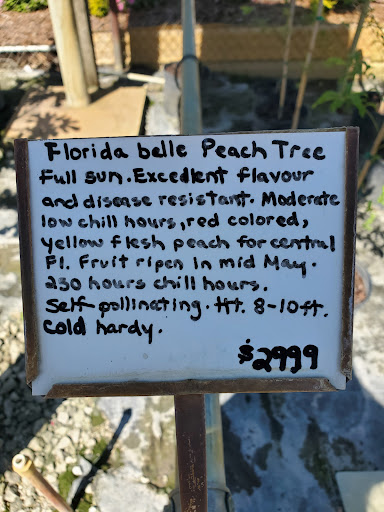 Florida belle Peach Tree
Full sun. Excellent flavour
and disease resistant. Moderate
low chill hours, red colored,
yellow flesh peach for central
Fl. Fruit ripen in mid May.
250 hours chill hours.
Self-pollinating. Ht. 8-10ft.
Cold hardy.
$2999